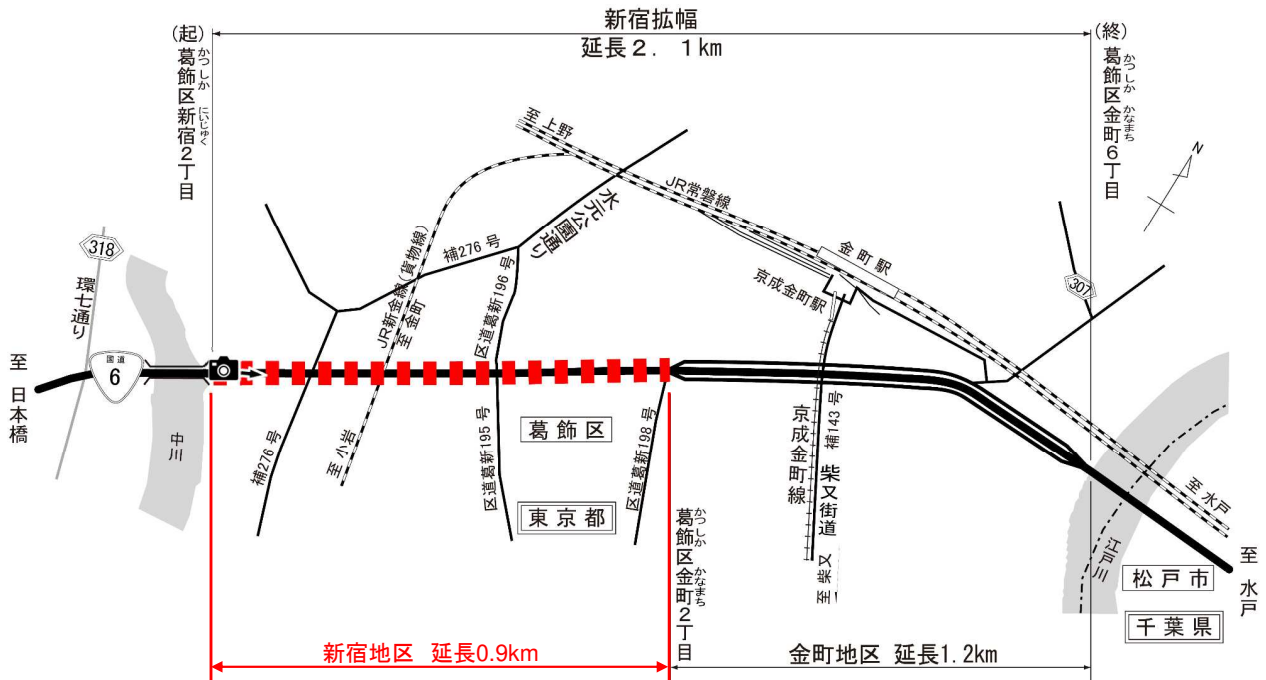 新宿拡幅
延長2.1km
(起)
葛飾区新宿2丁目
かつしか
にいじゅく
(終)
葛飾区金町6丁目
かつしか
かなまち
N
至 上野
JR常磐線
水元公園通り
318
環七通り
補276 号
JR新金線(貨物線)
至 金町
区道葛新196 号
金町駅
京成金町駅
307
至 日本橋
国道
6
中川
補276 号
至 小岩
区道葛新195 号
葛飾区
区道葛新198 号
東京都
京成金町線
補143 号
柴又街道
至 柴又
至 水戸
江戸川
松戸市
千葉県
至 水戸
葛飾区金町2丁目
かつしか
かなまち
新宿地区 延長0.9km
金町地区 延長1.2km